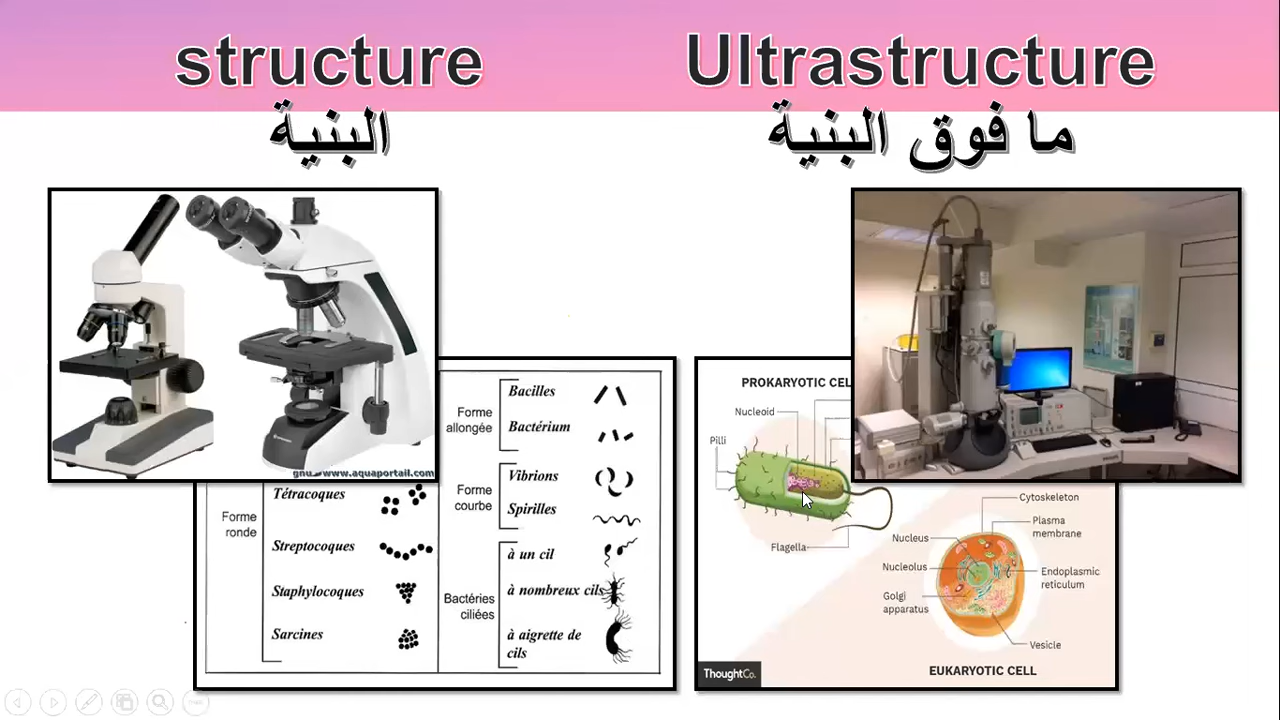 structure
Ultrastructure
البنية
ما فوق البنية
www.aquaportail.com
Forme
ronde
Tétracoques
Streptocoques
Staphylocoques
Sarcines
Forme
allongée
Bacilles
Bactérium
Forme
courbe
Vibrions
Spirilles
Bactéries
ciliées
à un cil
à nombreux cils
à aigrette de
cils
PROKARYOTIC CEL
Nucleoid
Pilli
Flagella
Cytoskeleton
Plasma
membrane
Nucleus
Nucleolus
Endoplasmic
reticulum
Golgi
apparatus
Vesicle
EUKARYOTIC CELL
ThoughtCo.